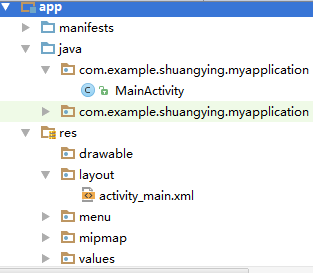 app
manifests
java
com.example.shuangying.myapplication
MainActivity
com.example.shuangying.myapplication
res
drawable
layout
activity_main.xml
menu
mipmap
values